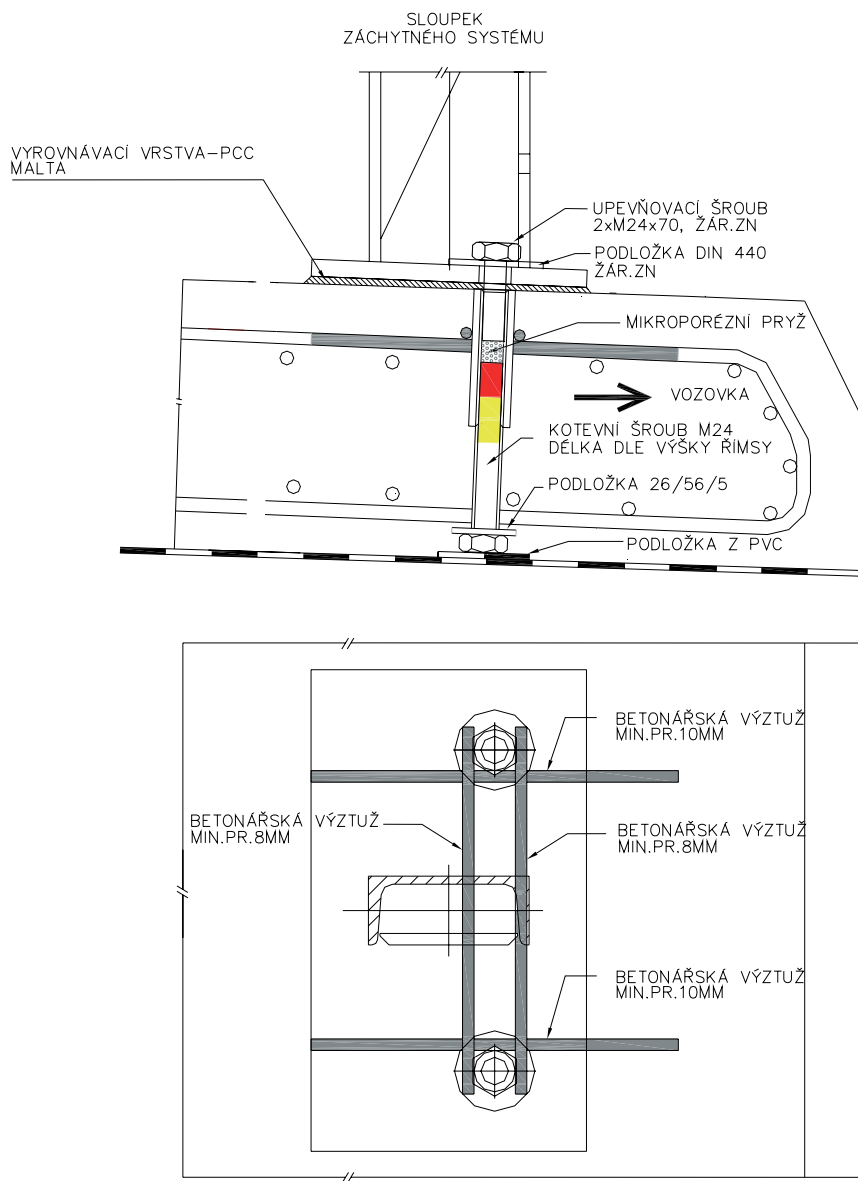 SLOUPEK
ZÁCHYTNÉHO SYSTÉMU
VYROVNÁVACÍ VRSTVA-PCC
MALTA
UPEVŇOVACÍ ŠROUB
2xM24x70, ŽÁR.ZN
PODLOŽKA DIN 440
ŽÁR.ZN
MIKROPORÉZNÍ PRYŽ
VOZOVKA
KOTEVNÍ ŠROUB M24
DÉLKA DLE VÝŠKY ŘÍMSY
PODLOŽKA 26/56/5
PODLOŽKA Z PVC
BETONÁŘSKÁ VÝZTUŽ
MIN.PR.10MM
BETONÁŘSKÁ VÝZTUŽ
MIN.PR.8MM
BETONÁŘSKÁ VÝZTUŽ
MIN.PR.8MM
BETONÁŘSKÁ VÝZTUŽ
MIN.PR.10MM